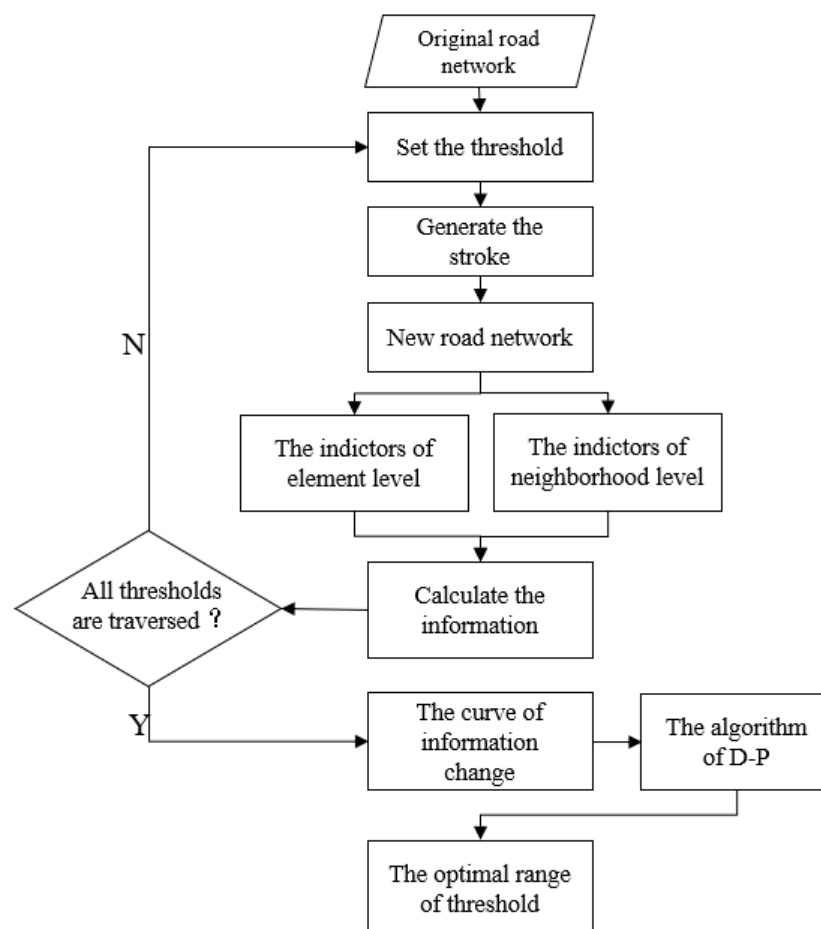 Original road
network
Set the threshold
Generate the
stroke
New road network
N
The indictors of
element level
The indictors of
neighborhood level
All thresholds
are traversed？
Calculate the
information
Y
The curve of
information
change
The algorithm
of D-P
The optimal range
of threshold